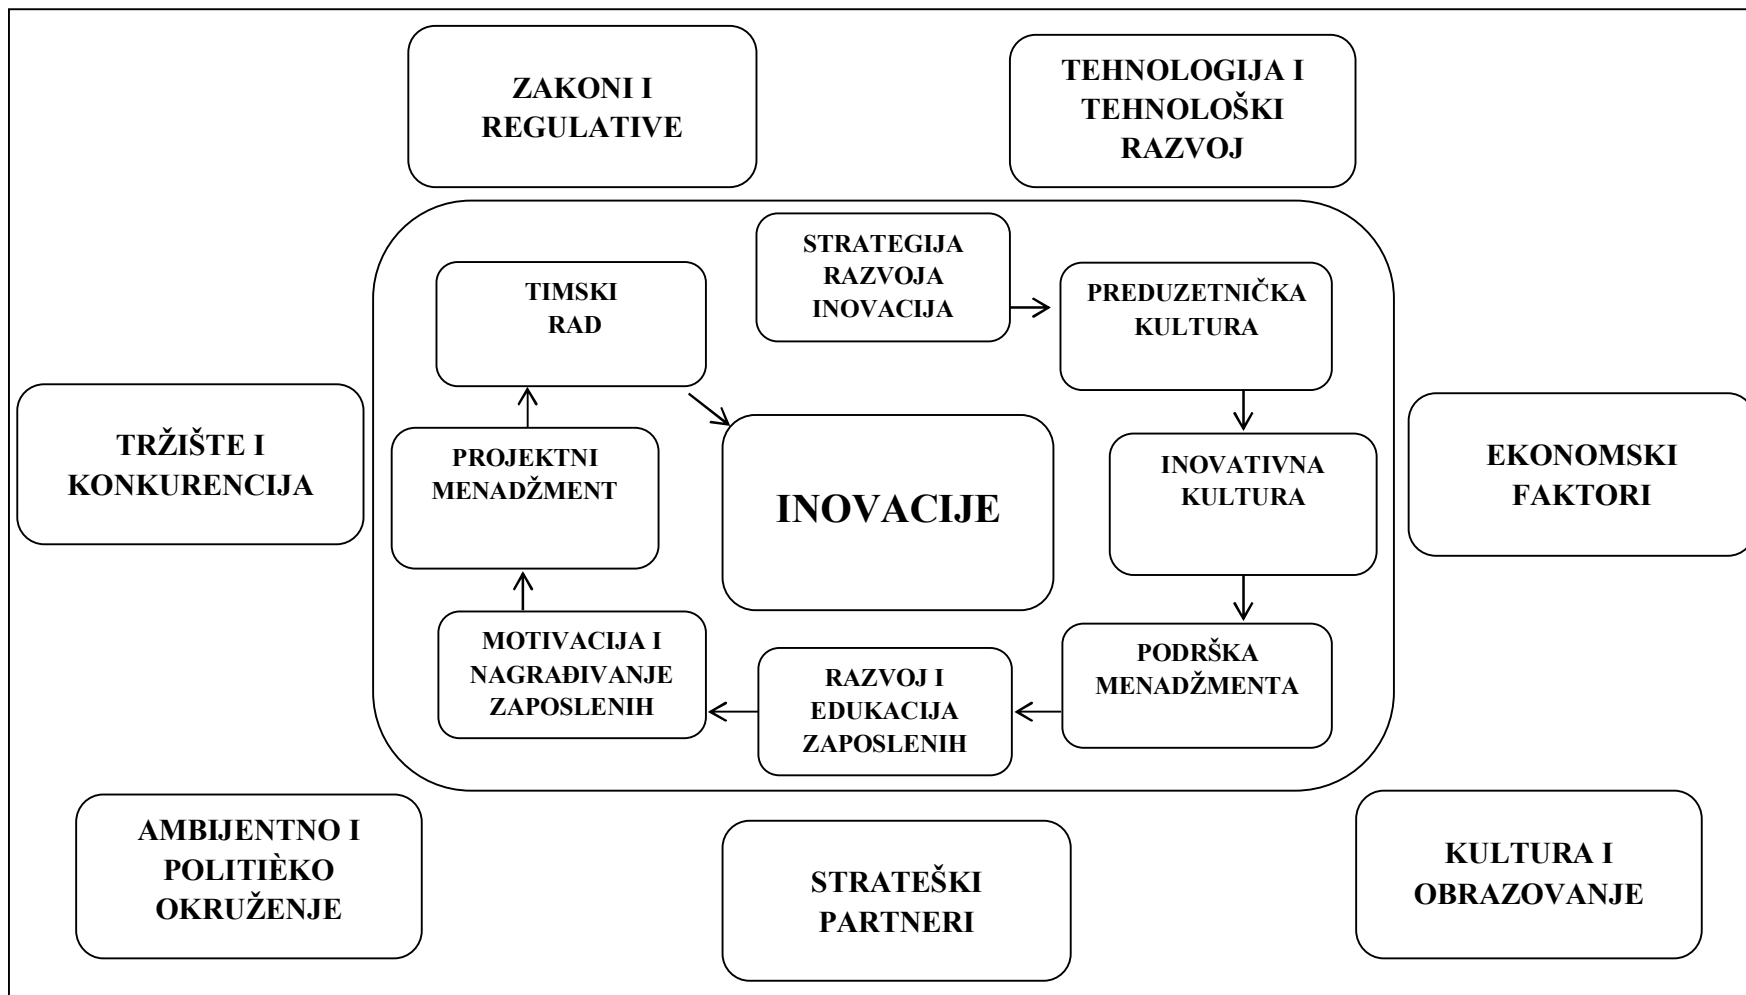 ZAKONI I
REGULATIVE
TEHNOLOGIJA I
TEHNOLOŠKI
RAZVOJ
STRATEGIJA
RAZVOJA
INOVACIJA
TIMSKI
RAD
PREDUZETNIČKA
KULTURA
TRŽIŠTE I
KONKURENCIJA
PROJEKTNI
MENADŽMENT
INOVACIJE
INOVATIVNA
KULTURA
EKONOMSKI
FAKTORI
MOTIVACIJA I
NAGRAĐIVANJE
ZAPOSLENIH
RAZVOJ I
EDUKACIJA
ZAPOSLENIH
PODRŠKA
MENADŽMENTA
AMBIJENTNO I
POLITIÈKO
OKRUŽENJE
STRATEŠKI
PARTNERI
KULTURA I
OBRAZOVANJE